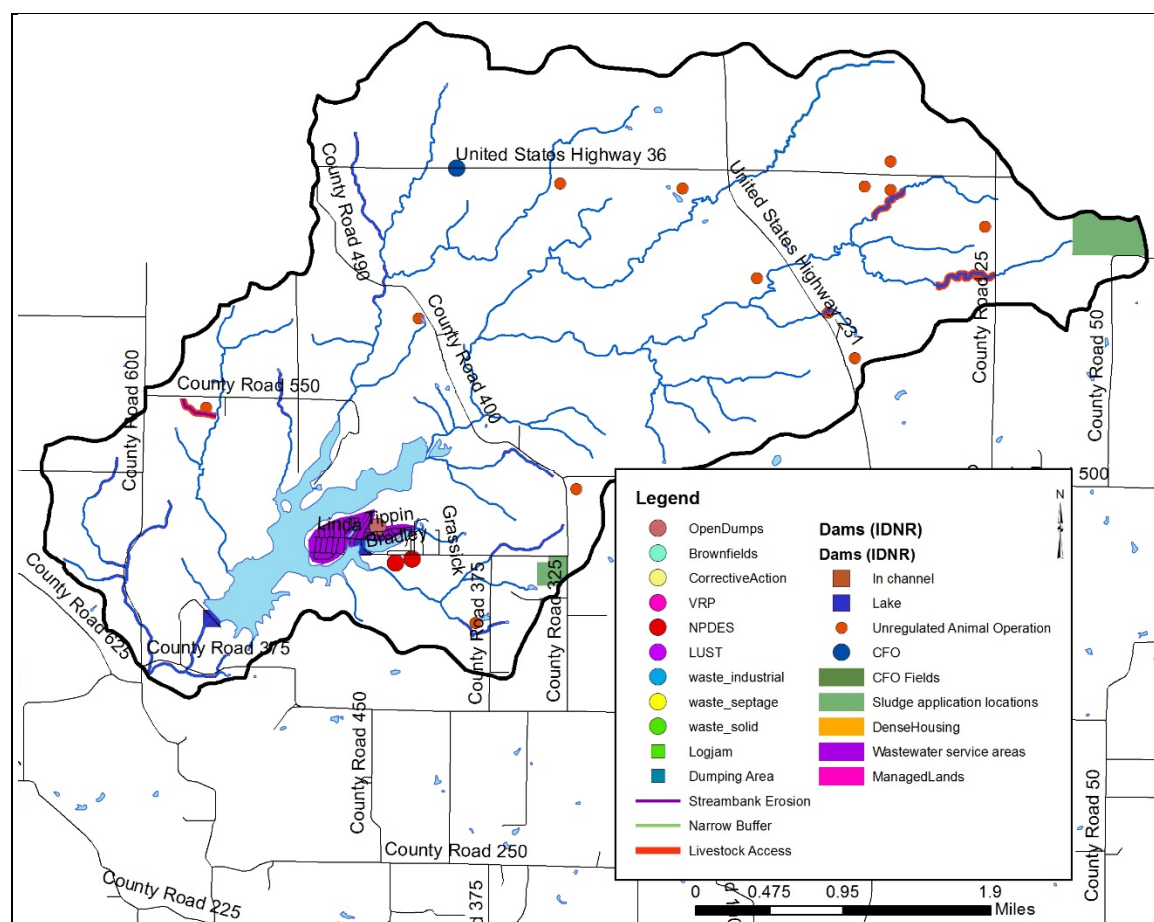 United States Highway 36
County Road 490
United States Highway 231
County Road 25
County Road 50
County Road 400
County Road 600
County Road 550
500
Linda
Tippin
Bradley
Grassick
County Road 375
County Road 325
County Road 625
County Road 375
County Road 450
County Road 50
County Road 250
County Road 225
375
Legend
OpenDumps
Brownfields
CorrectiveAction
VRP
NPDES
LUST
waste_industrial
waste_septage
waste_solid
Logjam
Dumping Area
Streambank Erosion
Narrow Buffer
Livestock Access
Dams (IDNR)
Dams (IDNR)
In channel
Lake
Unregulated Animal Operation
CFO
CFO Fields
Sludge application locations
DenseHousing
Wastewater service areas
ManagedLands
N
0 0.475 0.95 1.9
Miles